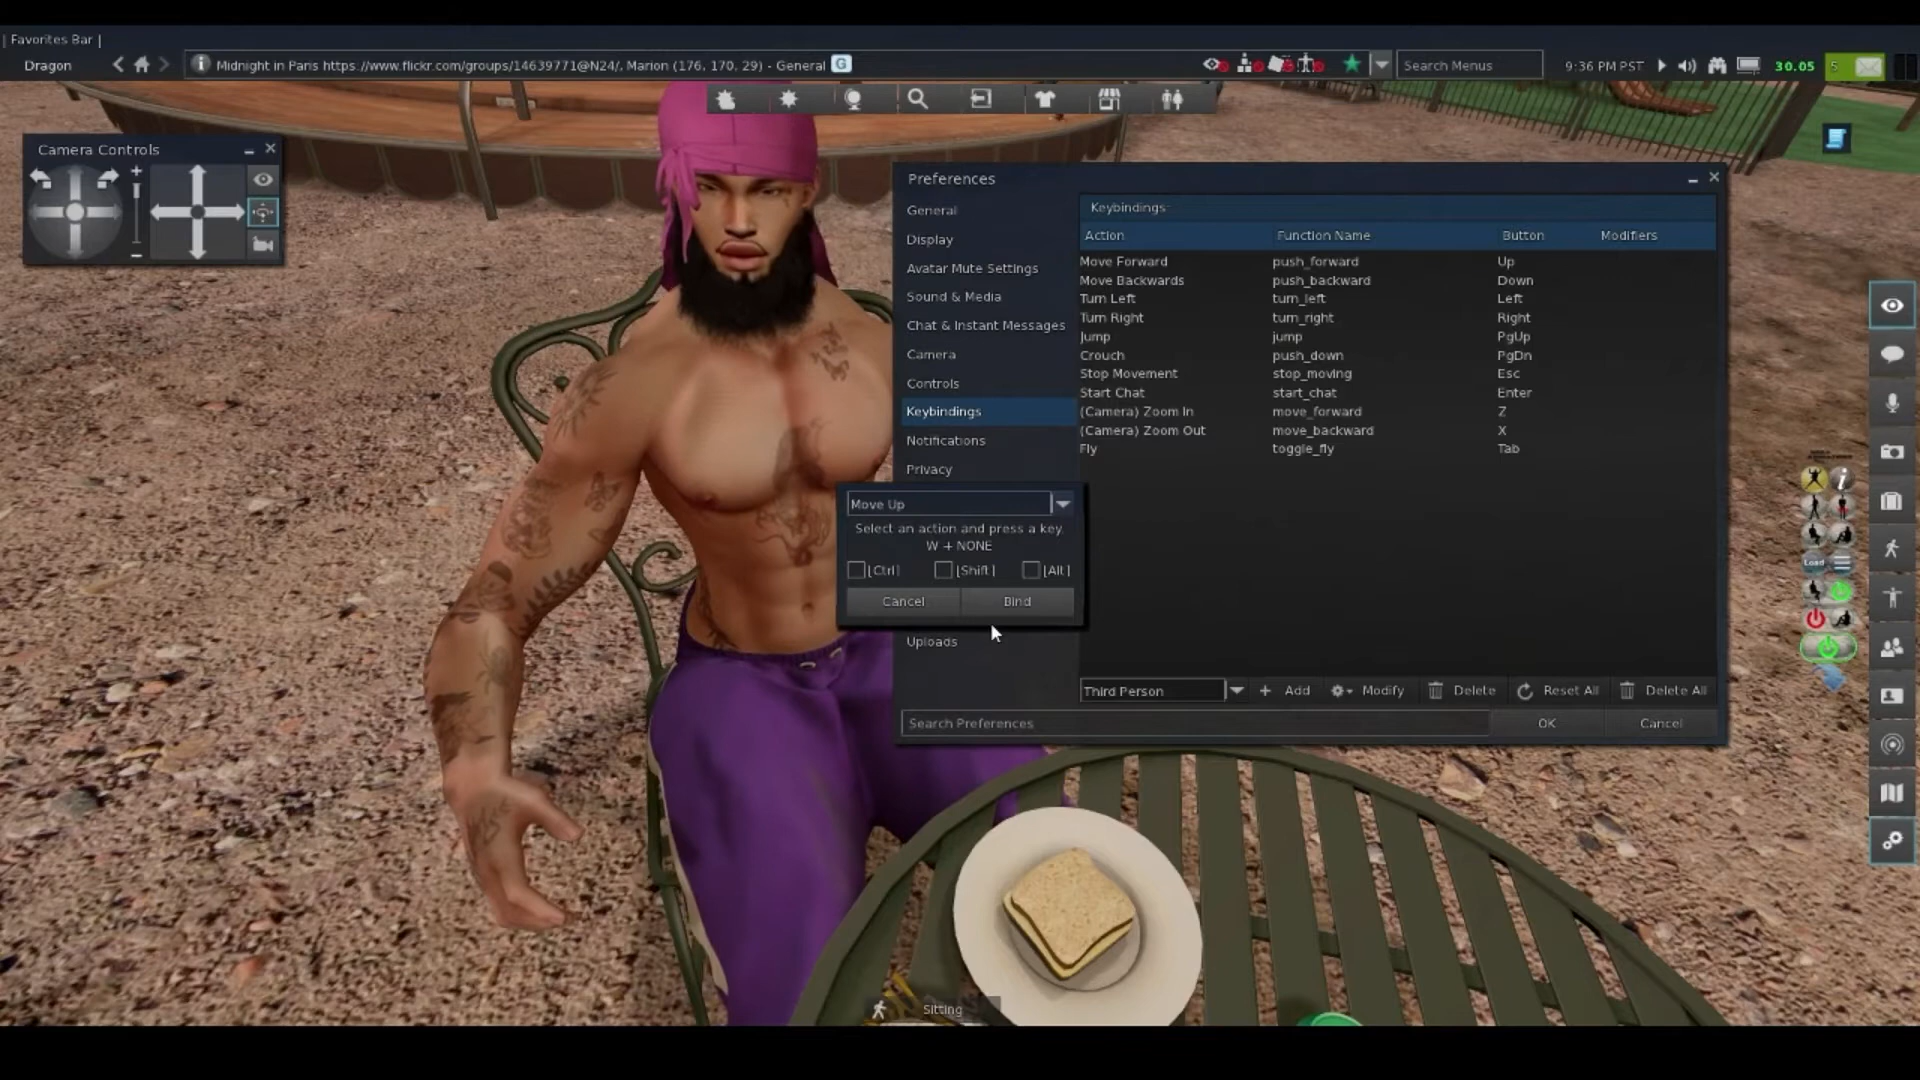 | Favorites Bar |
Dragon
Midnight in Paris https://www.flickr.com/groups/14639771@N24/, Marion (176, 170, 29) - General G
Search Menus
9:36 PM PST
30.05
5
Camera Controls
Preferences
General
Display
Avatar Mute Settings
Sound & Media
Chat & Instant Messages
Camera
Controls
Keybindings
Notifications
Privacy
Uploads
Keybindings
Action Function Name Button Modifiers
Move Forward push_forward Up
Move Backwards push_backward Down
Turn Left turn_left Left
Turn Right turn_right Right
Jump jump PgUp
Crouch push_down PgDn
Stop Movement stop_moving Esc
Start Chat start_chat Enter
(Camera) Zoom In move_forward Z
(Camera) Zoom Out move_backward X
Fly toggle_fly Tab
Move Up
Select an action and press a key.
W + NONE
[Ctrl] [Shift] [Alt]
Cancel Bind
Third Person + Add Modify Delete Reset All Delete All
Search Preferences OK Cancel
Load
Sitting